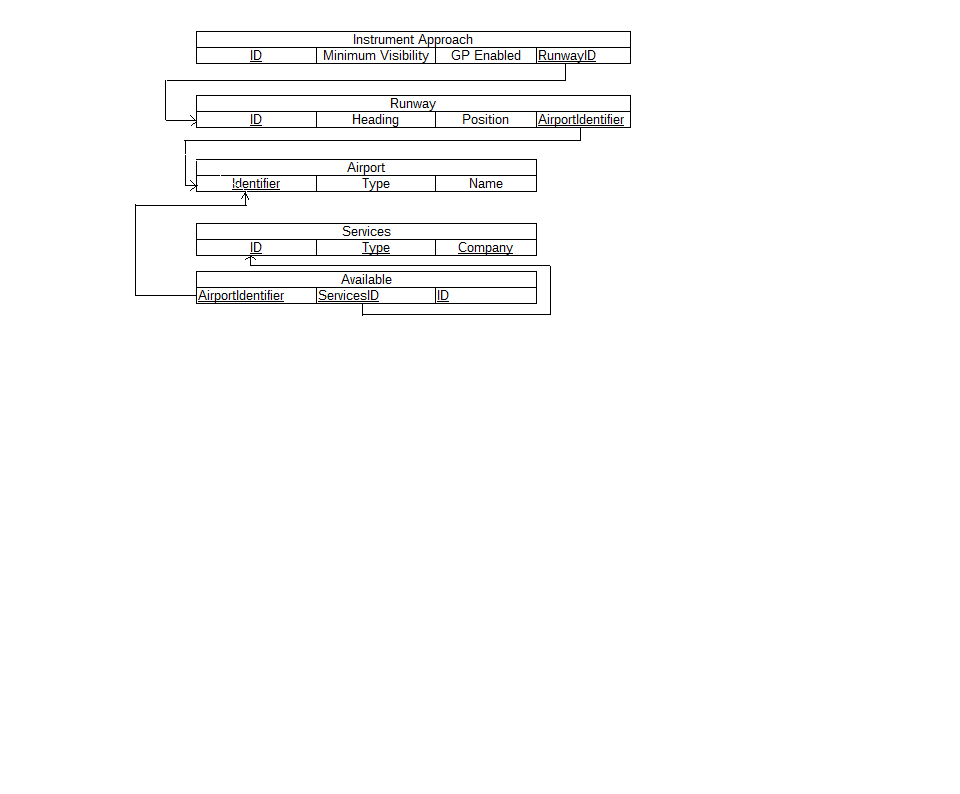 Instrument Approach
ID Minimum Visibility GP Enabled RunwayID
Runway
ID Heading Position AirportIdentifier
Airport
Identifier Type Name
Services
ID Type Company
Available
AirportIdentifier ServicesID ID